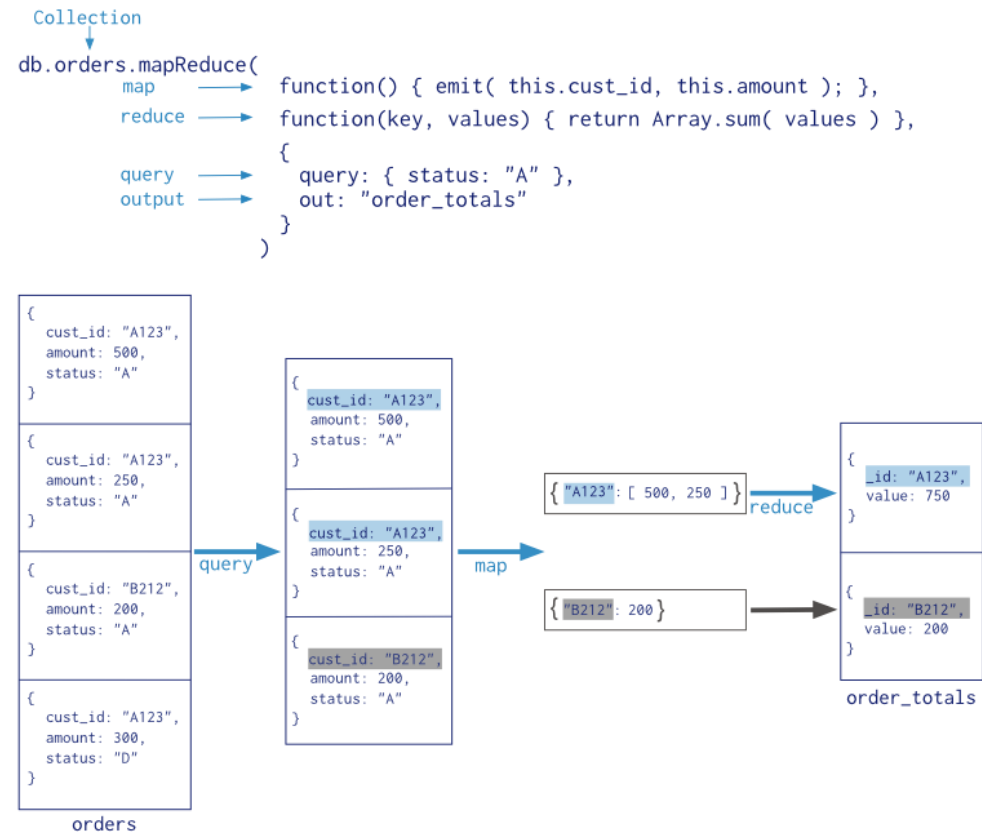 Collection
db.orders.mapReduce(
map
function() { emit( this.cust_id, this.amount ); },
reduce
function(key, values) { return Array.sum( values ) },
{
query
query: { status: "A" },
output
out: "order_totals"
}
)
{
cust_id: "A123",
amount: 500,
status: "A"
}
{
cust_id: "A123",
amount: 250,
status: "A"
}
{
cust_id: "B212",
amount: 200,
status: "A"
}
{
cust_id: "A123",
amount: 300,
status: "D"
}
orders
query
{
cust_id: "A123",
amount: 500,
status: "A"
}
{
cust_id: "A123",
amount: 250,
status: "A"
}
{
cust_id: "B212",
amount: 200,
status: "A"
}
map
{ "A123": [ 500, 250 ] }
{ "B212": 200 }
reduce
{
_id: "A123",
value: 750
}
{
_id: "B212",
value: 200
}
order_totals